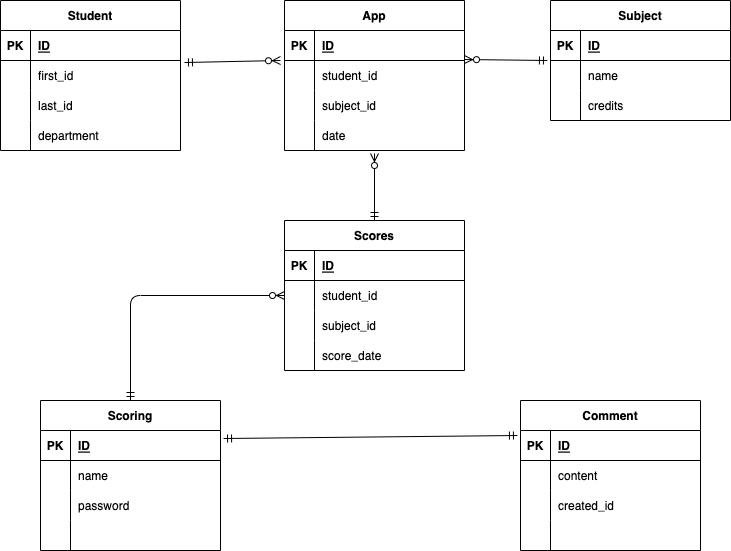 Student
PK ID
first_id
last_id
department
App
PK ID
student_id
subject_id
date
Subject
PK ID
name
credits
Scores
PK ID
student_id
subject_id
score_date
Scoring
PK ID
name
password
Comment
PK ID
content
created_id